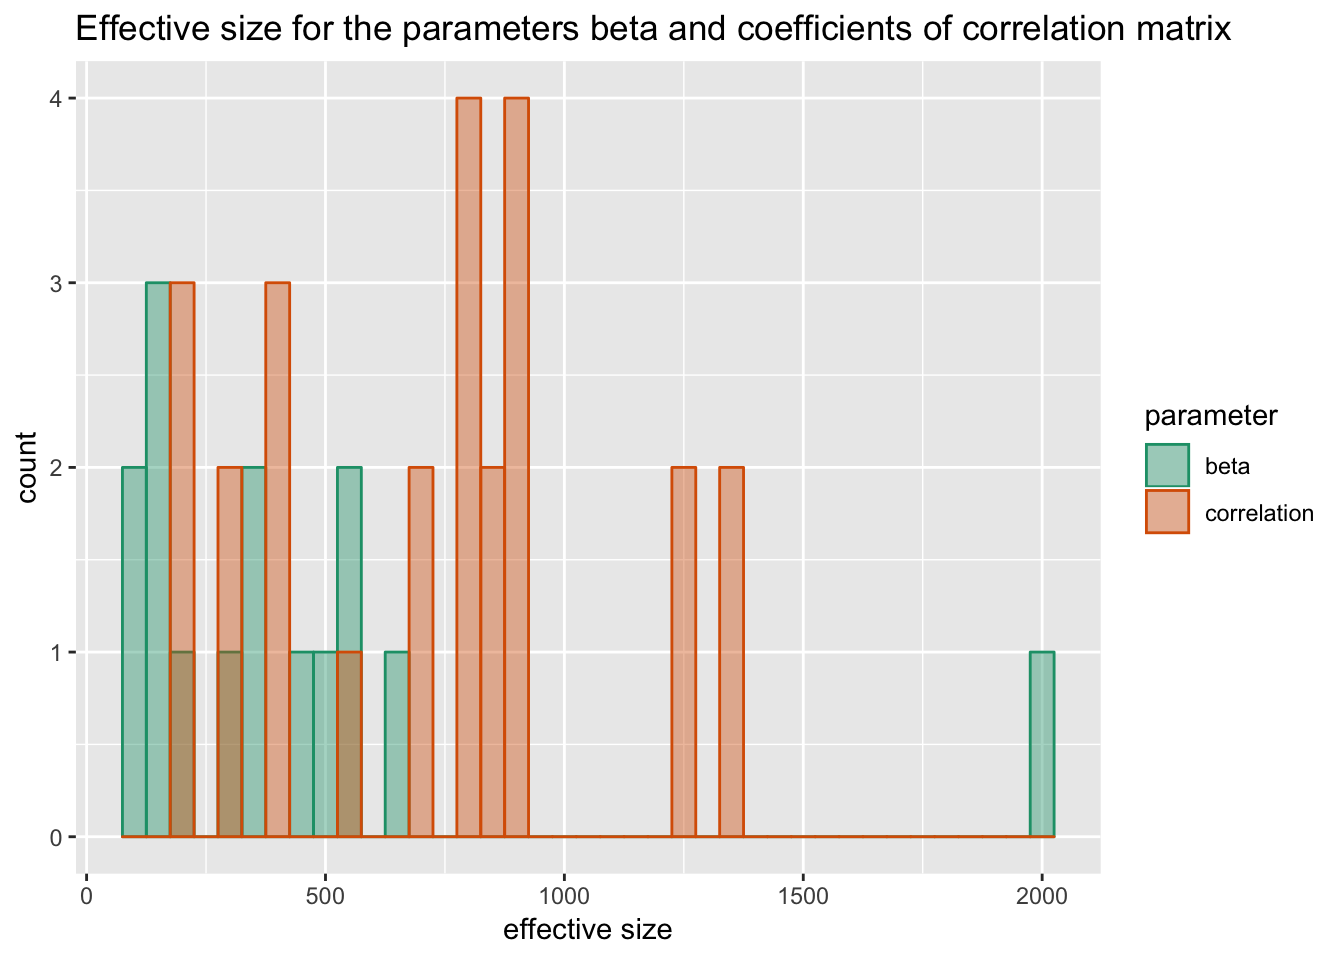 Effective size for the parameters beta and coefficients of correlation matrix
4
3
2
1
0
count
0 500 1000 1500 2000
effective size
parameter
beta
correlation